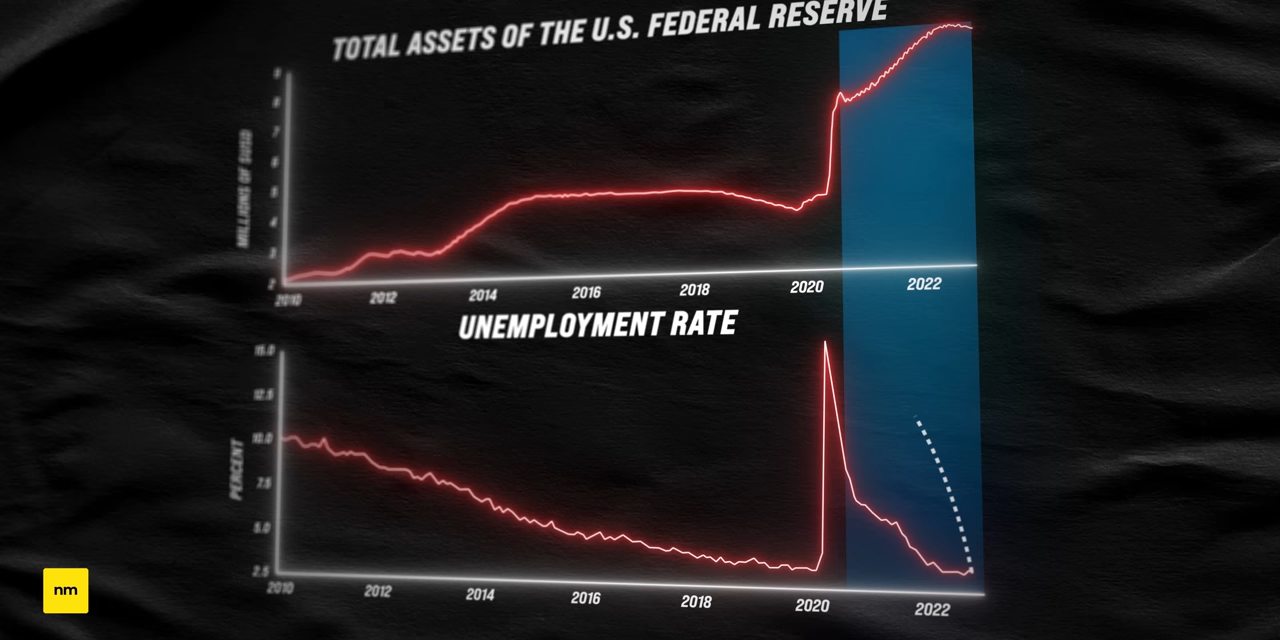 TOTAL ASSETS OF THE U.S. FEDERAL RESERVE
9
8
7
6
5
4
3
2
MILLIONS OF $USD
2010 2012 2014 2016 2018 2020 2022
UNEMPLOYMENT RATE
15.0
12.5
10.0
7.5
5.0
2.5
PERCENT
2010 2012 2014 2016 2018 2020 2022
nm